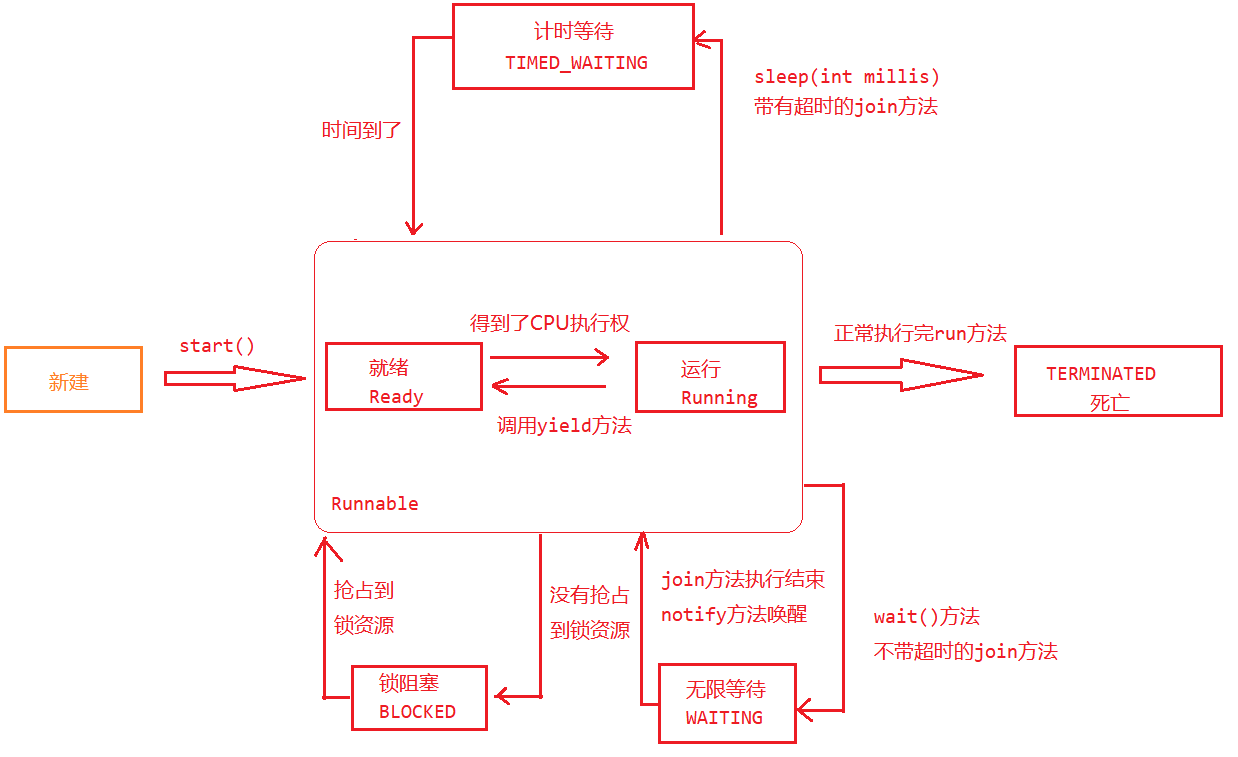 计时等待
TIMED_WAITING
sleep(int millis)
带有超时的join方法
时间到了
得到了CPU执行权
正常执行完run方法
start()
新建
就绪
Ready
运行
Running
TERMINATED
死亡
调用yield方法
Runnable
抢占到
锁资源
没有抢占
到锁资源
join方法执行结束
notify方法唤醒
wait()方法
不带超时的join方法
锁阻塞
BLOCKED
无限等待
WAITING